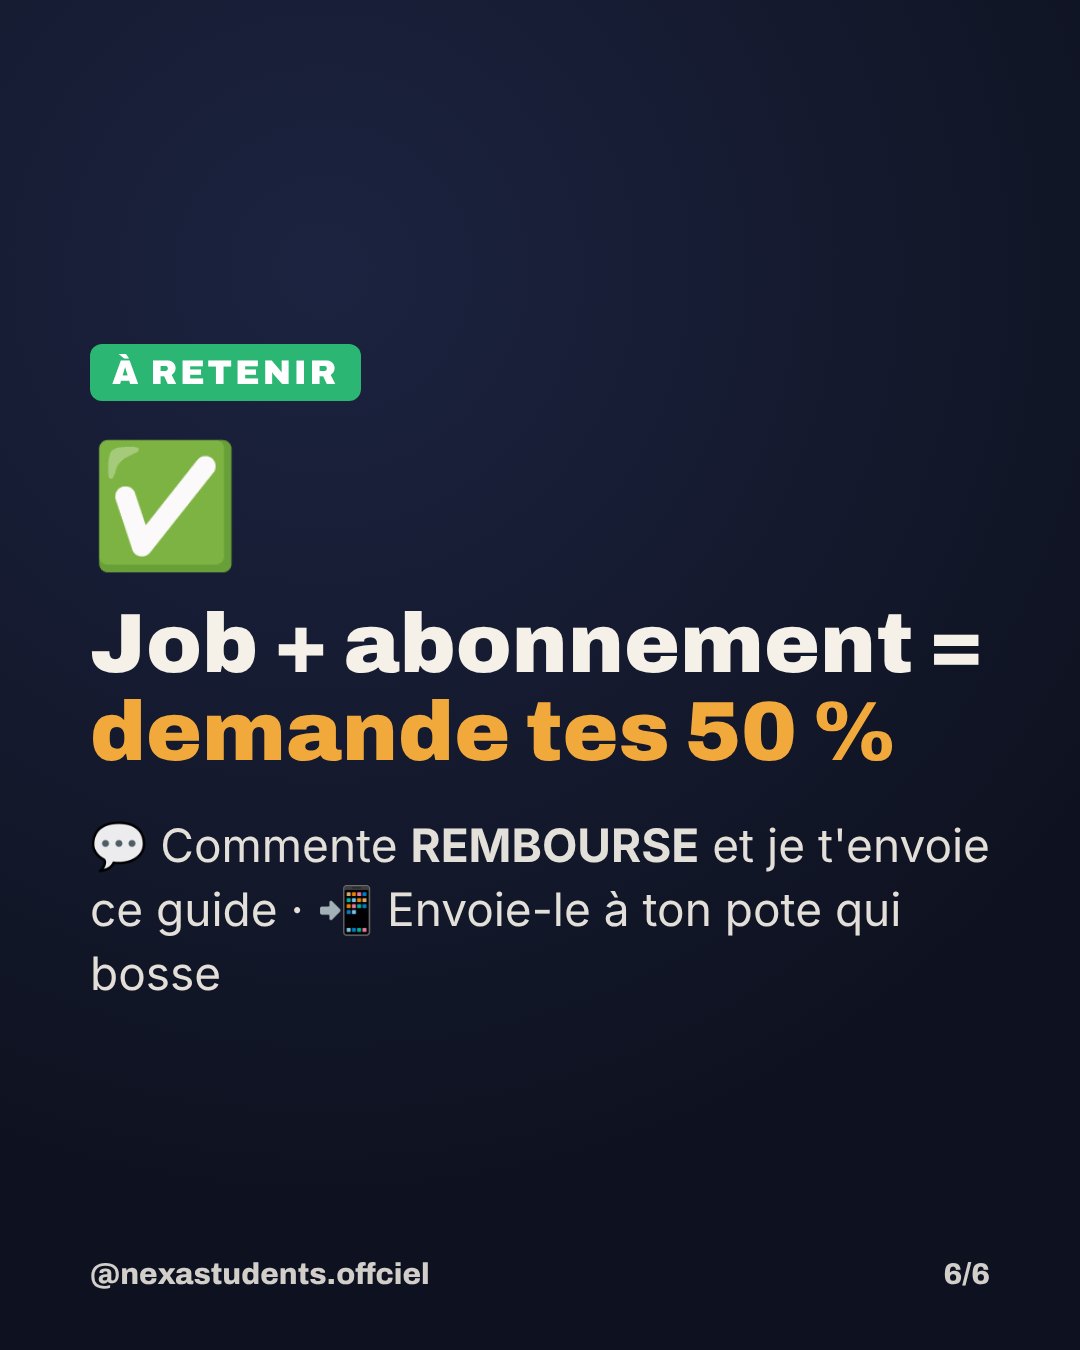 À RETENIR
✅
Job + abonnement =
demande tes 50 %
💬 Commente REMBOURSE et je t'envoie
ce guide · 📲 Envoie-le à ton pote qui
bosse
@nexastudents.offciel
6/6